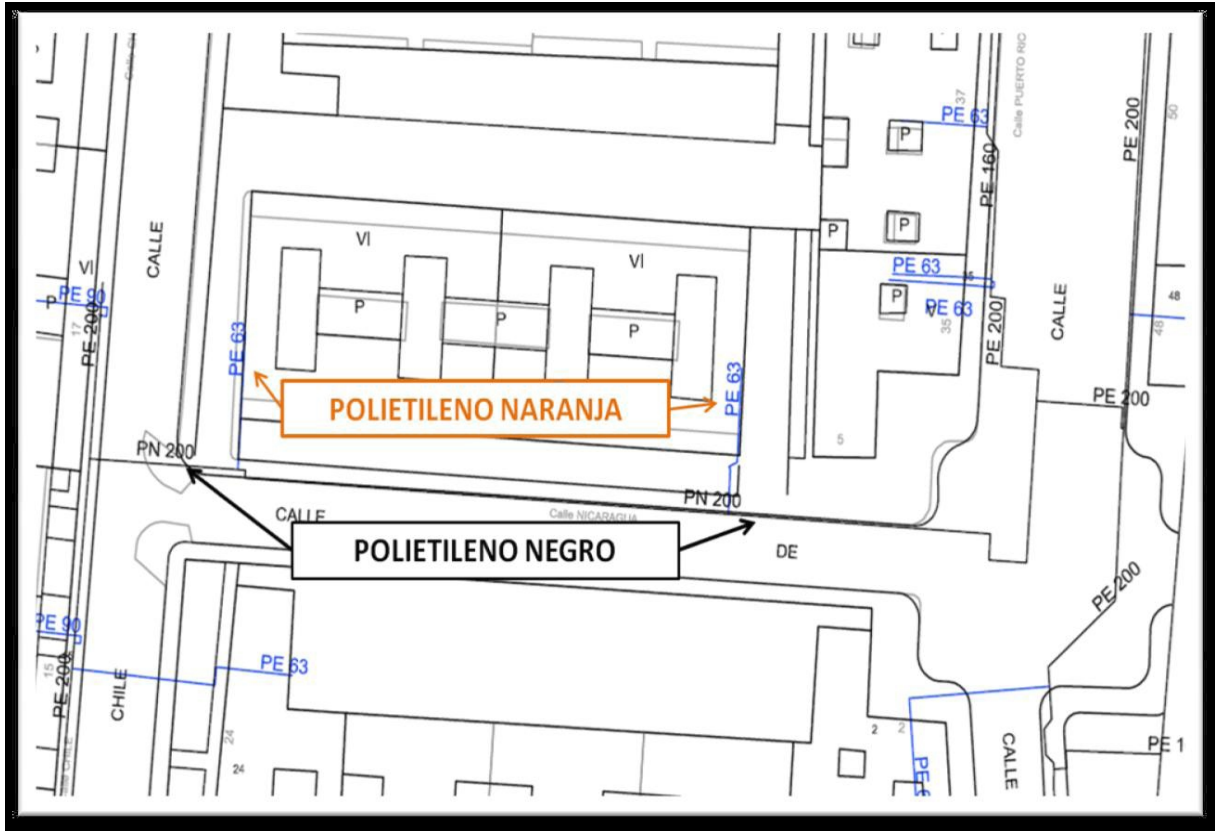 Calle PUERTO RIC
37
PE 63
50
PE 200
P
PE 160
P
P
VI
VI
CALLE
VI
PE 63
48
P
PE 90
P
P
P
P
PE 63
35
PE 200
CALLE
48
17
PE 200
PE 63
PE 63
PE 200
POLIETILENO NARANJA
5
PN 200
PN 200
CALLE
Calle NICARAGUA
POLIETILENO NEGRO
DE
PE 200
PE 90
15
PE 200
PE 63
CHILE
24
24
2
2
CALLE
PE 1